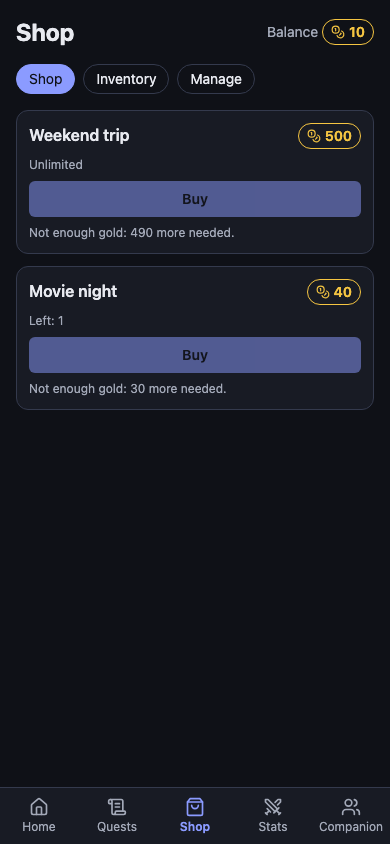 Shop
Balance 10
Shop Inventory Manage
Weekend trip 500
Unlimited
Buy
Not enough gold: 490 more needed.
Movie night 40
Left: 1
Buy
Not enough gold: 30 more needed.
Home Quests Shop Stats Companion